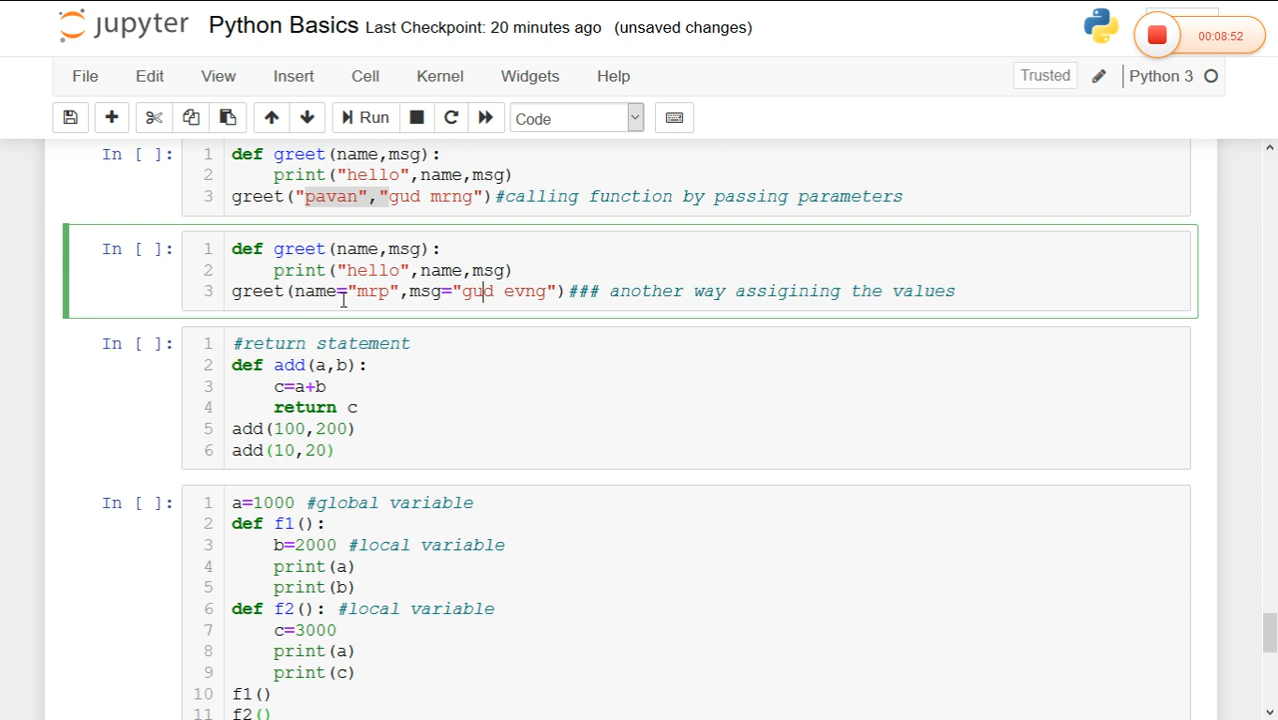 jupyter Python Basics Last Checkpoint: 20 minutes ago (unsaved changes)
00:08:52
File Edit View Insert Cell Kernel Widgets Help Trusted Python 3
Run Code
In [ ]: 1 def greet(name,msg):
2 print("hello",name,msg)
3 greet("pavan","gud mrng")#calling function by passing parameters
In [ ]: 1 def greet(name,msg):
2 print("hello",name,msg)
3 greet(name="mrp",msg="gud evng")### another way assigining the values
In [ ]: 1 #return statement
2 def add(a,b):
3 c=a+b
4 return c
5 add(100,200)
6 add(10,20)
In [ ]: 1 a=1000 #global variable
2 def f1():
3 b=2000 #local variable
4 print(a)
5 print(b)
6 def f2(): #local variable
7 c=3000
8 print(a)
9 print(c)
10 f1()
11 f2()